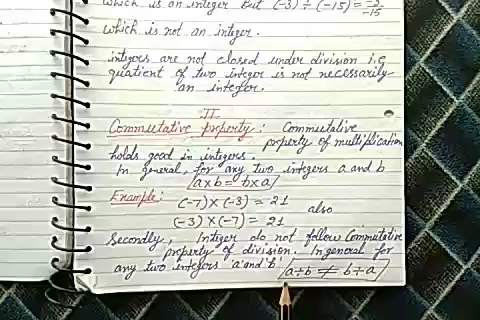 which is an integer but (-3) ÷ (-15) = -3/-15
which is not an integer.
integers are not closed under division i.e
quatient of two integer is not necessarily
an integer.
II
Commutative property: Commutative
property of multiplication
holds good in integers.
In general, for any two integers a and b
a×b = b×a
Example: (-7) × (-3) = 21
also
(-3) × (-7) = 21
Secondly, Integer do not follow Commutative
property of division. In general for
any two integers 'a' and 'b' a÷b ≠ b÷a